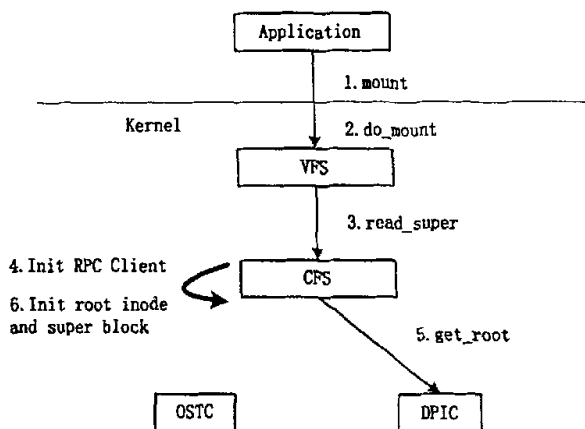 Application
1.mount
Kernel
2.do_mount
VFS
3.read_super
4.Init RPC Client
CFS
6.Init root inode
and super block
5.get_root
OSTC
DPIC